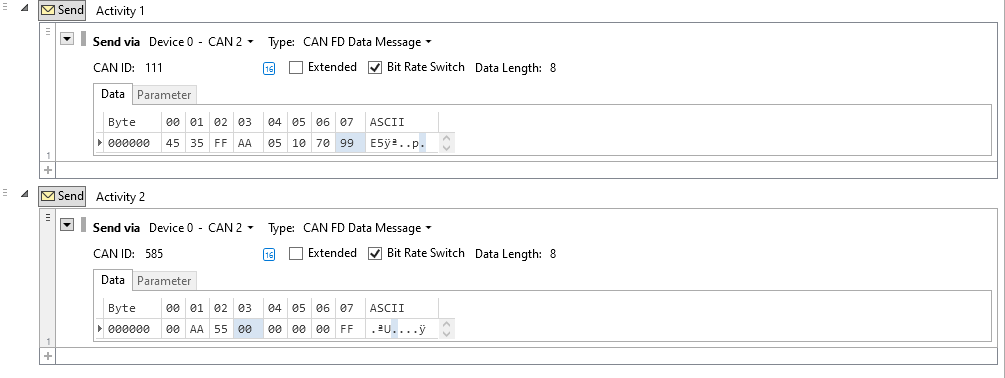 Send Activity 1
Send via Device 0 - CAN 2 Type: CAN FD Data Message
CAN ID: 111 16 Extended Bit Rate Switch Data Length: 8
Data Parameter
Byte 00 01 02 03 04 05 06 07 ASCII
000000 45 35 FF AA 05 10 70 99 E5ÿª..p.
1
Send Activity 2
Send via Device 0 - CAN 2 Type: CAN FD Data Message
CAN ID: 585 16 Extended Bit Rate Switch Data Length: 8
Data Parameter
Byte 00 01 02 03 04 05 06 07 ASCII
000000 00 AA 55 00 00 00 00 FF .ªU....ÿ
1